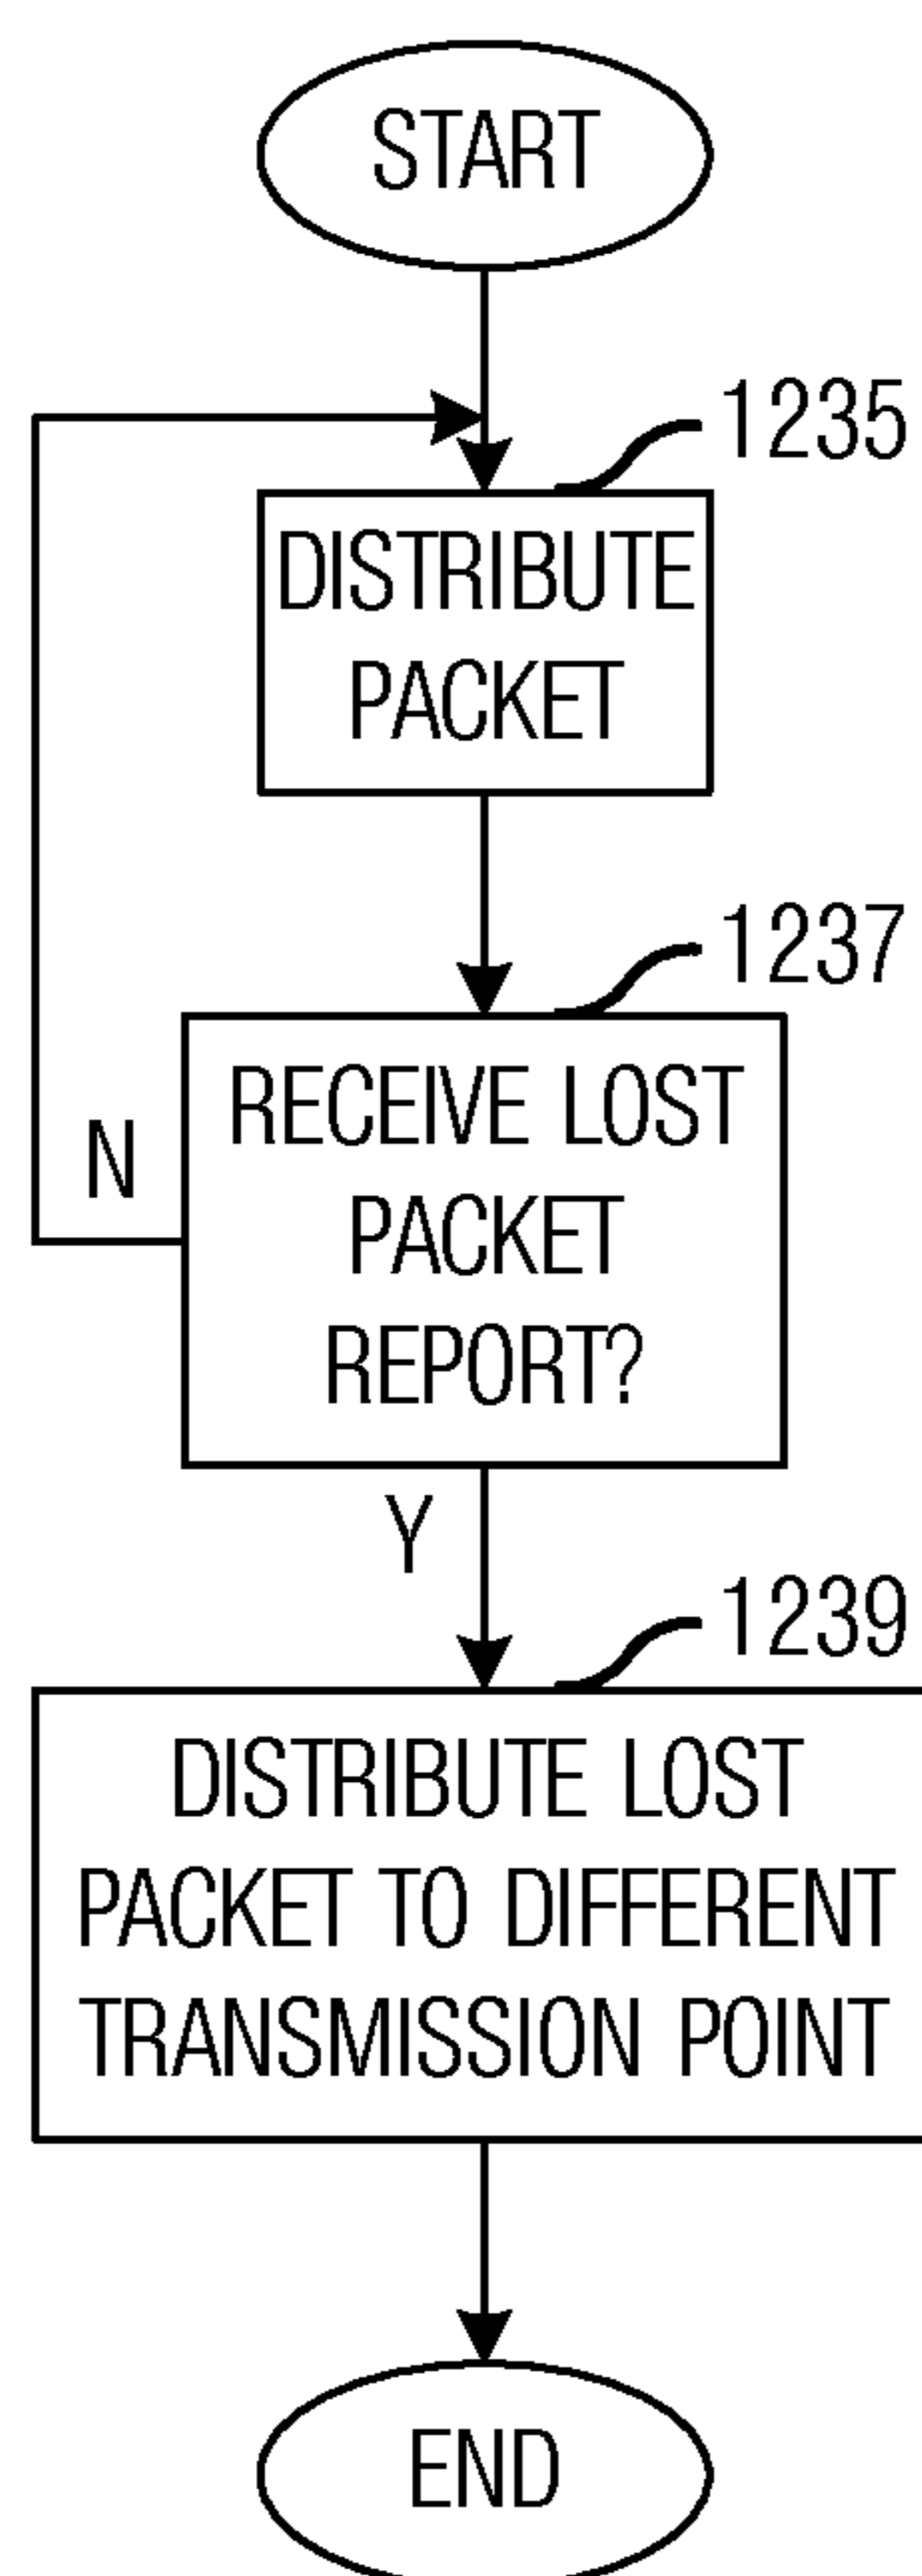 START
1235
DISTRIBUTE
PACKET
1237
RECEIVE LOST
PACKET
REPORT?
N
Y
1239
DISTRIBUTE LOST
PACKET TO DIFFERENT
TRANSMISSION POINT
END